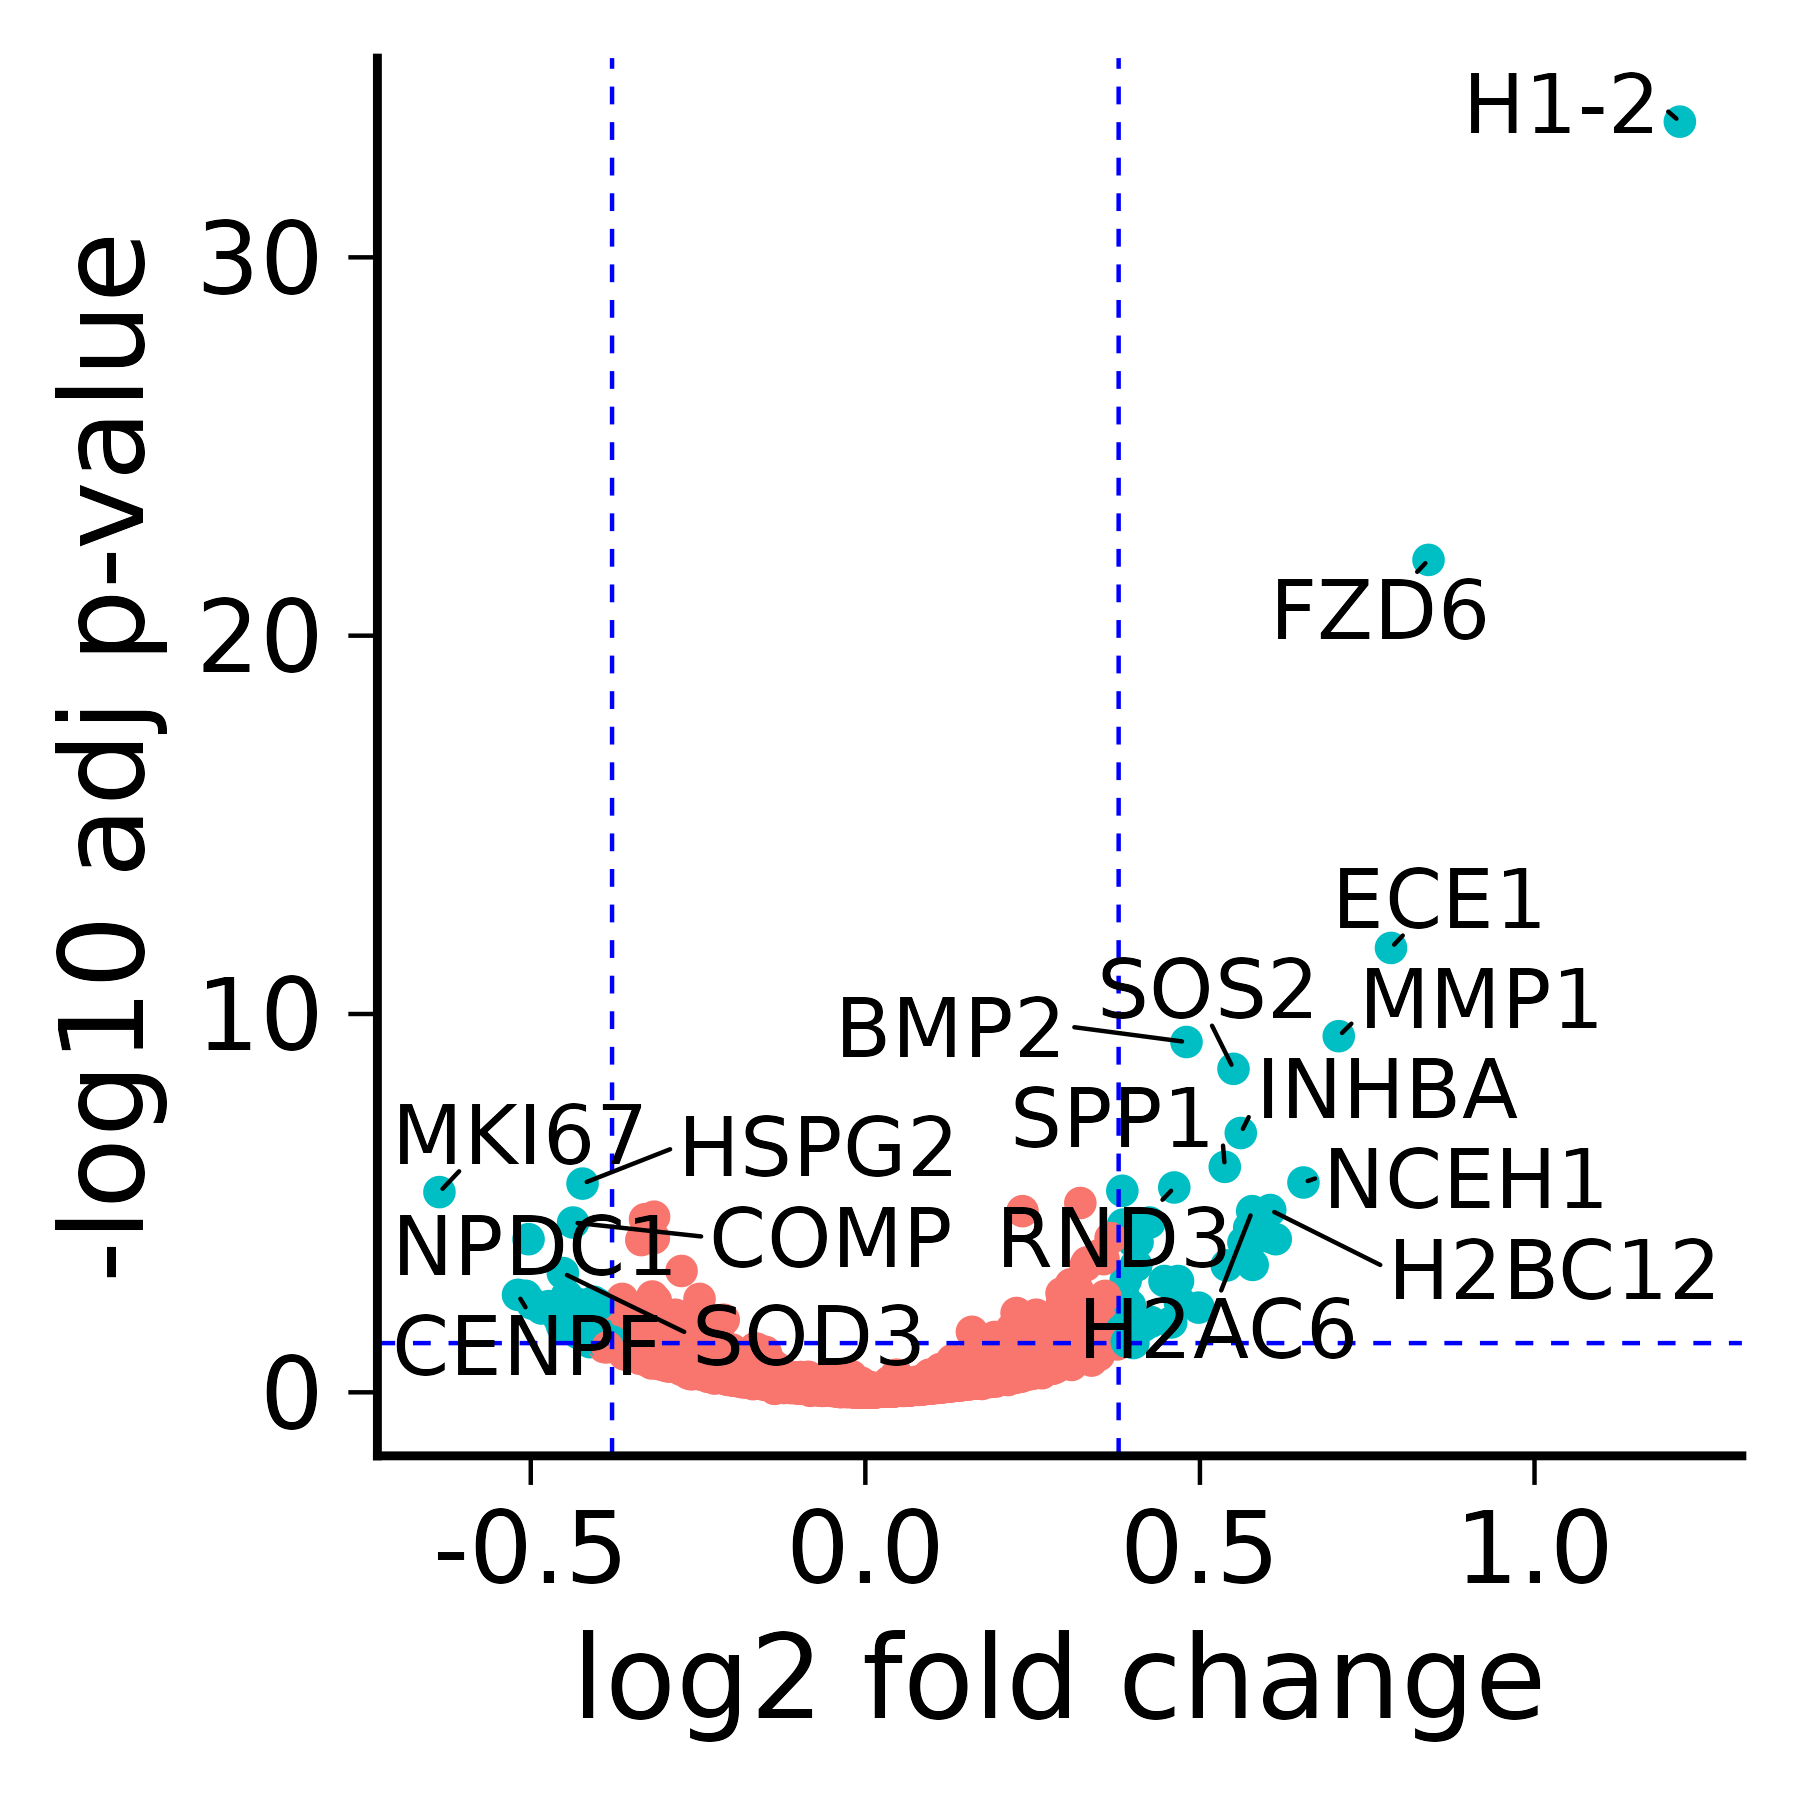 H1-2
30
FZD6
20
-log10 adj p-value
ECE1
SOS2
MMP1
BMP2
10
INHBA
SPP1
MKI67
HSPG2
NCEH1
NPDC1
COMP
RND3
H2BC12
CENPF
SOD3
H2AC6
0
-0.5
0.0
0.5
1.0
log2 fold change